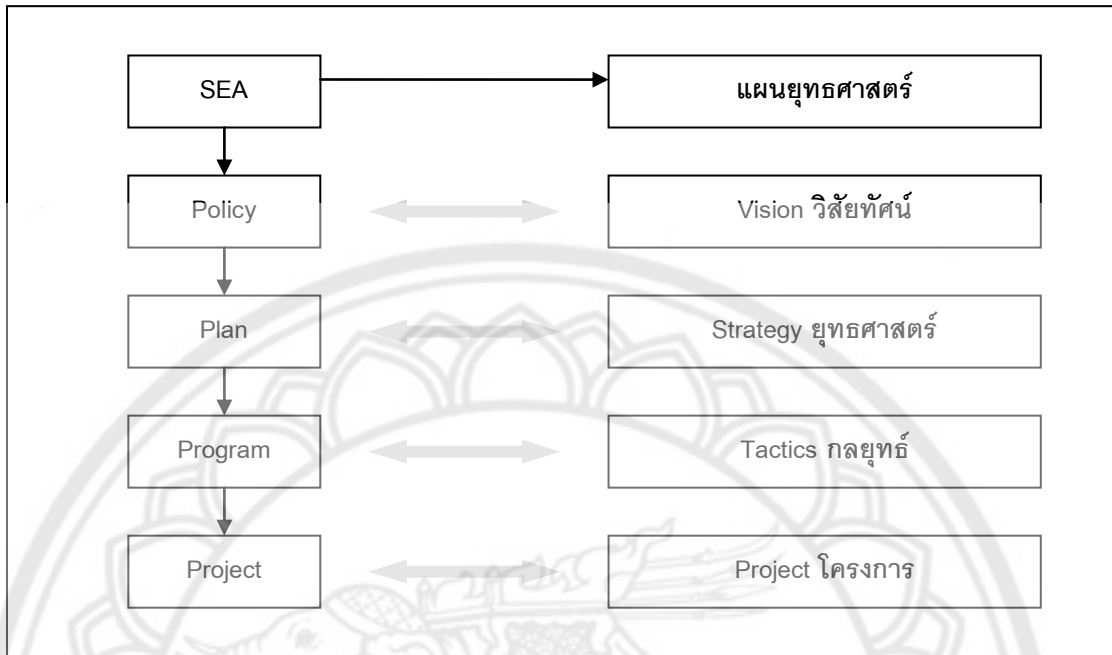 SEA
แผนยุทธศาสตร์
Policy
Vision วิสัยทัศน์
Plan
Strategy ยุทธศาสตร์
Program
Tactics กลยุทธ์
Project
Project โครงการ